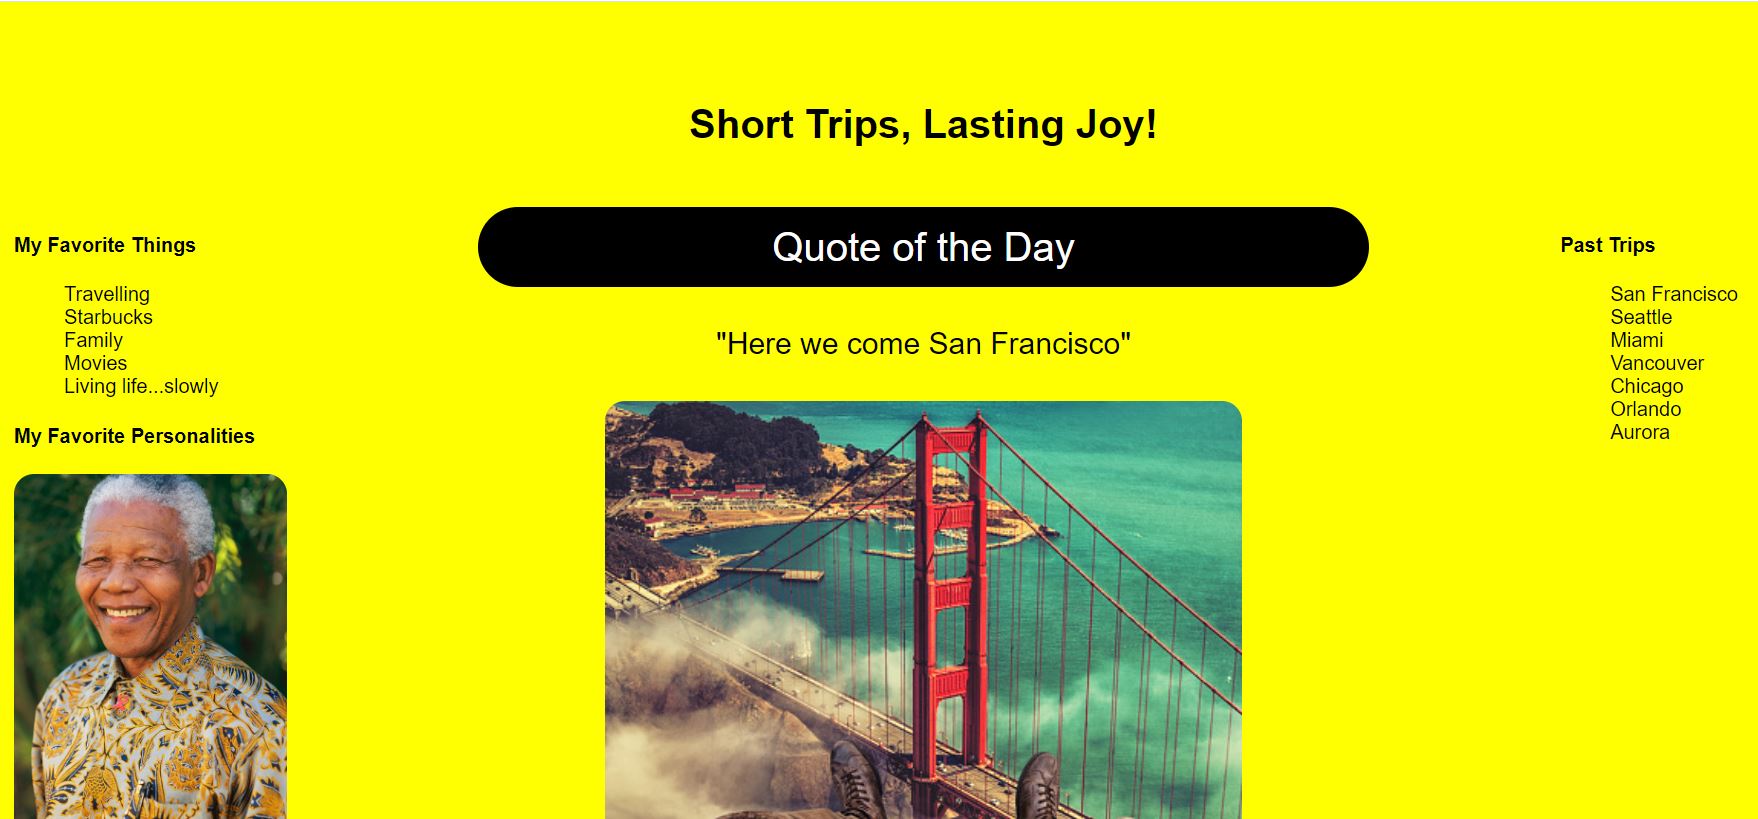 Short Trips, Lasting Joy!
My Favorite Things
Travelling
Starbucks
Family
Movies
Living life...slowly
My Favorite Personalities
Quote of the Day
"Here we come San Francisco"
Past Trips
San Francisco
Seattle
Miami
Vancouver
Chicago
Orlando
Aurora